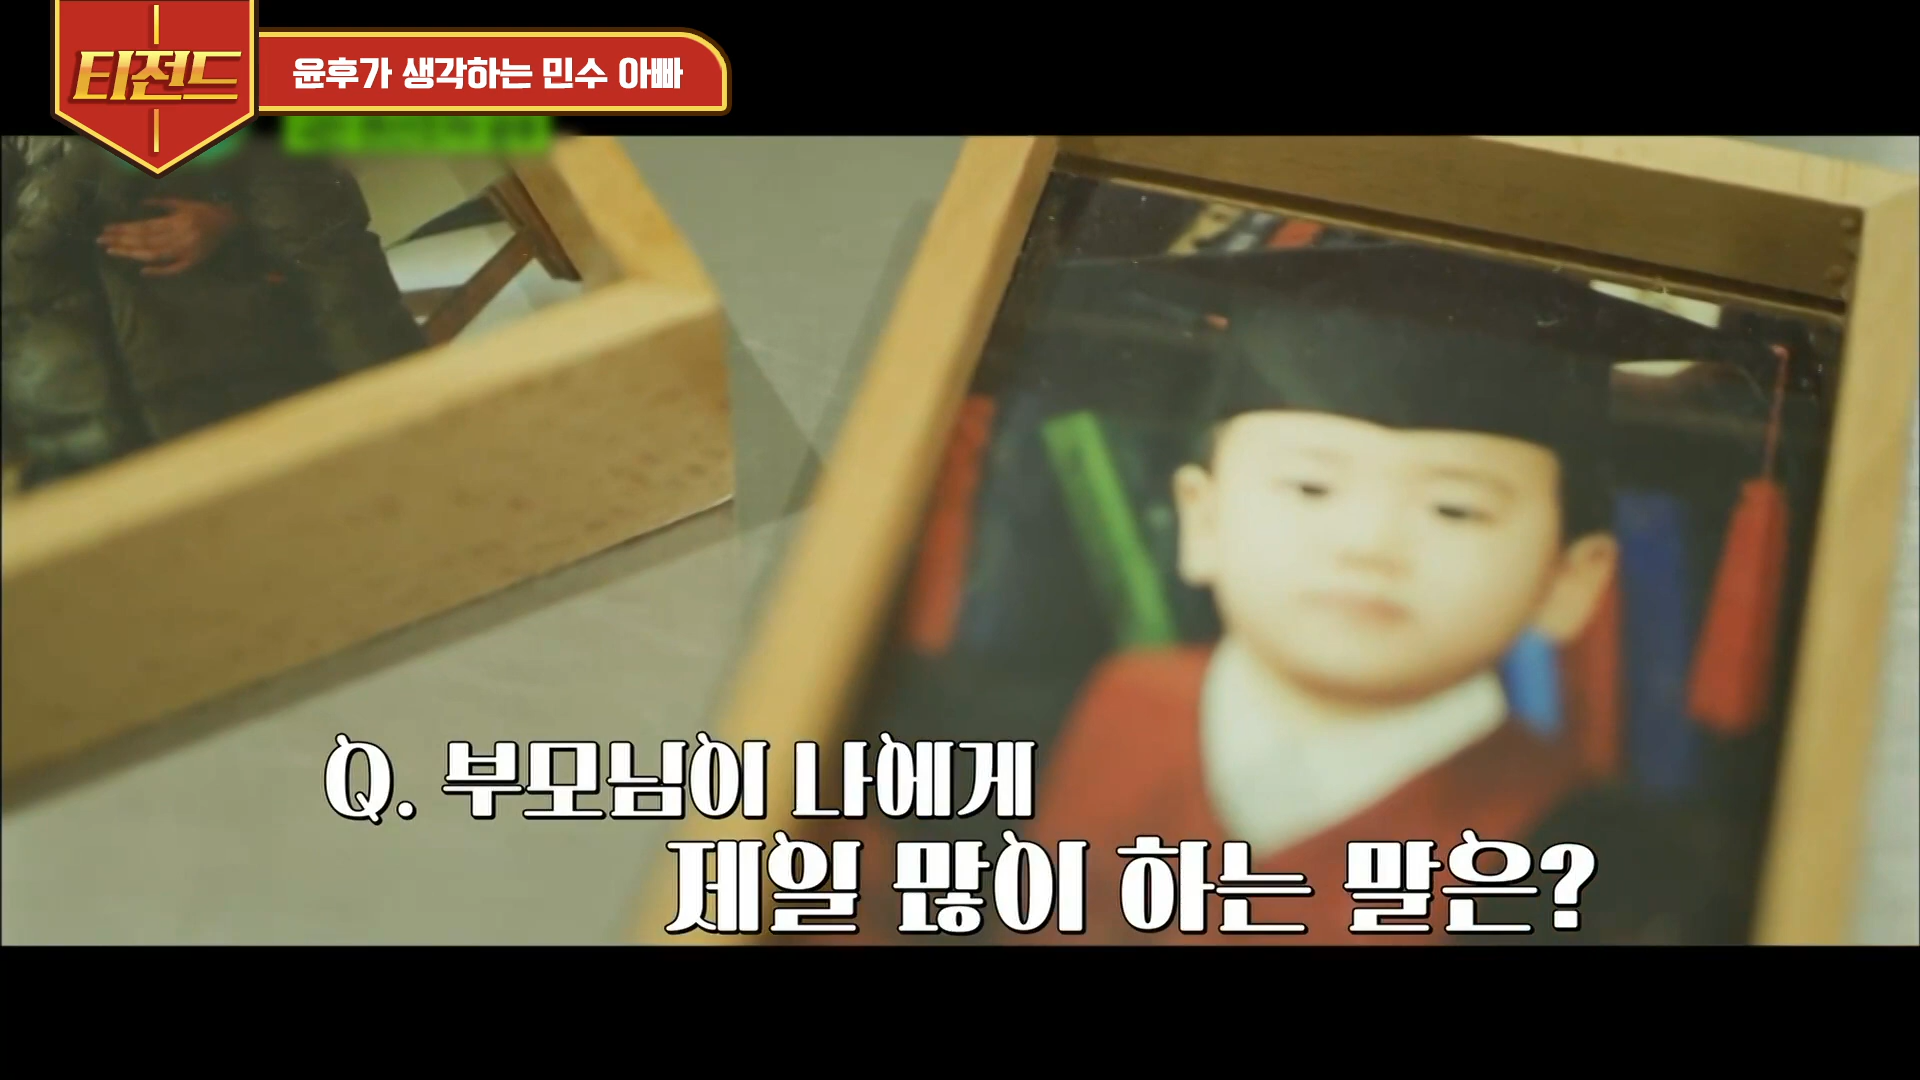 티전드
윤후가 생각하는 민수 아빠
Q. 부모님이 나에게
제일 많이 하는 말은?